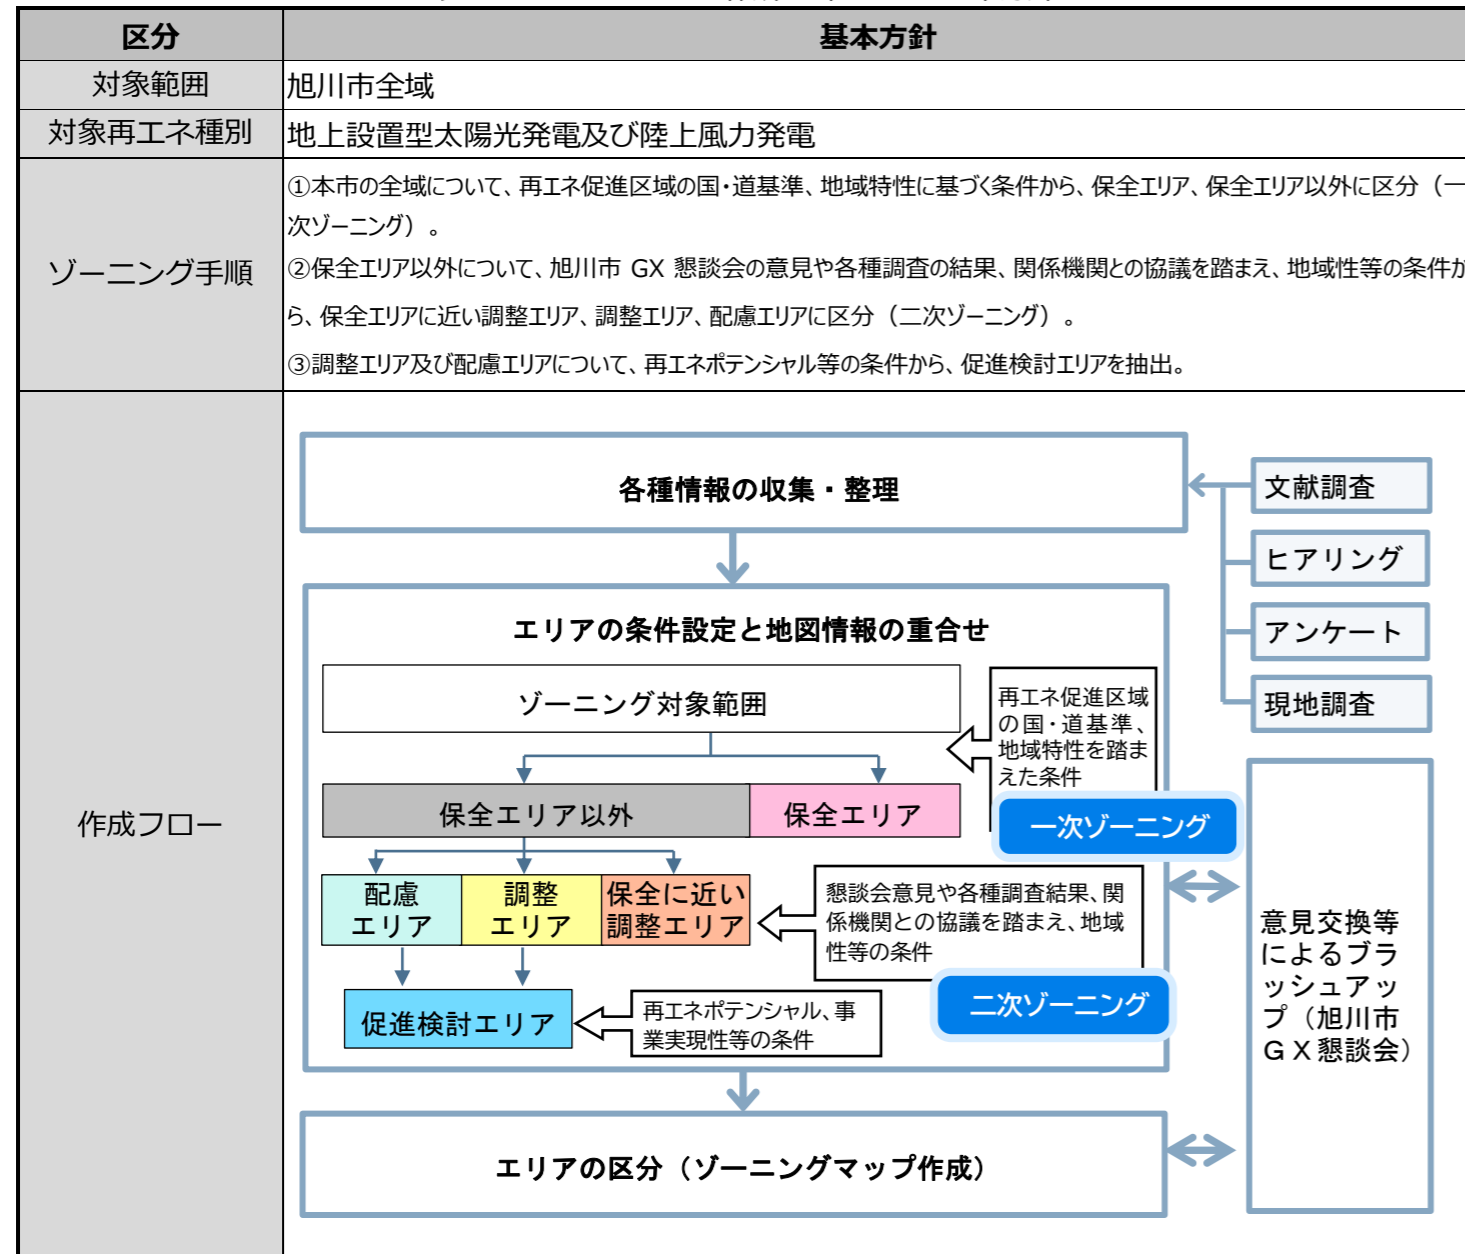 区分
基本方針
対象範囲
旭川市全域
対象再エネ種別
地上設置型太陽光発電及び陸上風力発電
ゾーニング手順
①本市の全域について、再エネ促進区域の国・道基準、地域特性に基づく条件から、保全エリア、保全エリア以外に区分（一
次ゾーニング）。
②保全エリア以外について、旭川市 GX 懇談会の意見や各種調査の結果、関係機関との協議を踏まえ、地域性等の条件か
ら、保全エリアに近い調整エリア、調整エリア、配慮エリアに区分（二次ゾーニング）。
③調整エリア及び配慮エリアについて、再エネポテンシャル等の条件から、促進検討エリアを抽出。
作成フロー
各種情報の収集・整理
文献調査
ヒアリング
アンケート
現地調査
エリアの条件設定と地図情報の重合せ
ゾーニング対象範囲
再エネ促進区域
の国・道基準、
地域特性を踏ま
えた条件
保全エリア以外
保全エリア
一次ゾーニング
配慮
エリア
調整
エリア
保全に近い
調整エリア
懇談会意見や各種調査結果、関
係機関との協議を踏まえ、地域
性等の条件
二次ゾーニング
促進検討エリア
再エネポテンシャル、事
業実現性等の条件
意見交換等
によるブラ
ッシュアッ
プ（旭川市
ＧＸ懇談会）
エリアの区分（ゾーニングマップ作成）